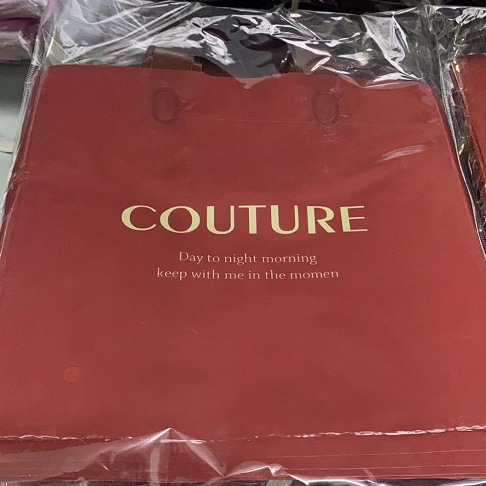 COUTURE
Day to night morning
keep with me in the momen